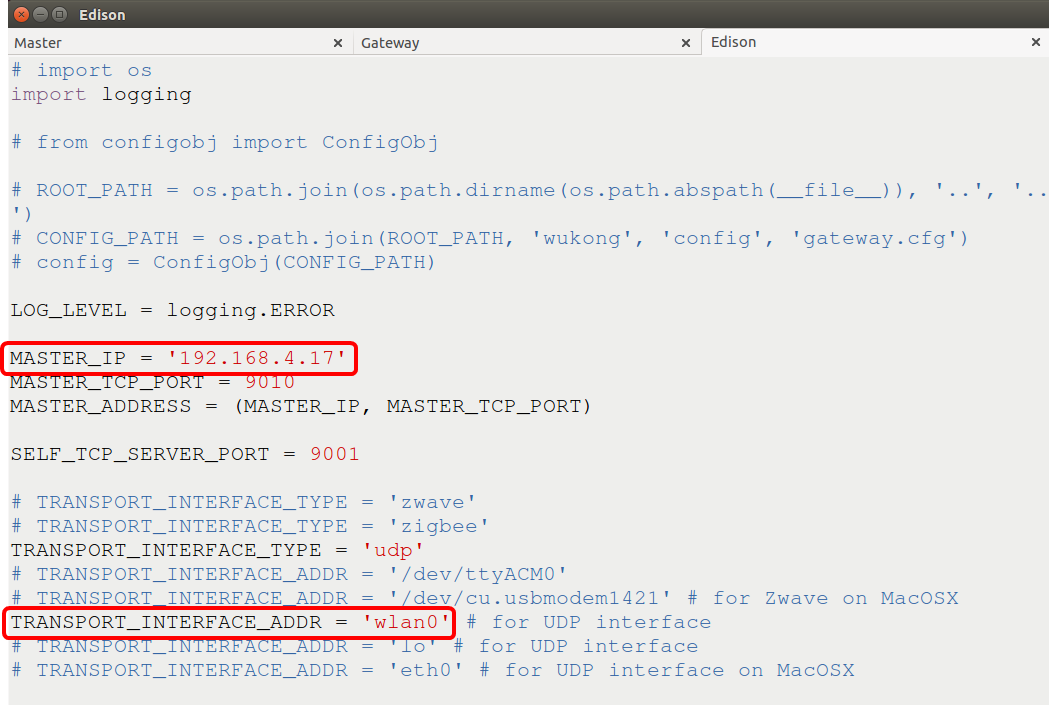 Edison
Master × Gateway × Edison ×
# import os
import logging
# from configobj import ConfigObj
# ROOT_PATH = os.path.join(os.path.dirname(os.path.abspath(__file__)), '..', '..
')
# CONFIG_PATH = os.path.join(ROOT_PATH, 'wukong', 'config', 'gateway.cfg')
# config = ConfigObj(CONFIG_PATH)
LOG_LEVEL = logging.ERROR
MASTER_IP = '192.168.4.17'
MASTER_TCP_PORT = 9010
MASTER_ADDRESS = (MASTER_IP, MASTER_TCP_PORT)
SELF_TCP_SERVER_PORT = 9001
# TRANSPORT_INTERFACE_TYPE = 'zwave'
# TRANSPORT_INTERFACE_TYPE = 'zigbee'
TRANSPORT_INTERFACE_TYPE = 'udp'
# TRANSPORT_INTERFACE_ADDR = '/dev/ttyACM0'
# TRANSPORT_INTERFACE_ADDR = '/dev/cu.usbmodem1421' # for Zwave on MacOSX
TRANSPORT_INTERFACE_ADDR = 'wlan0' # for UDP interface
# TRANSPORT_INTERFACE_ADDR = 'lo' # for UDP interface
# TRANSPORT_INTERFACE_ADDR = 'eth0' # for UDP interface on MacOSX